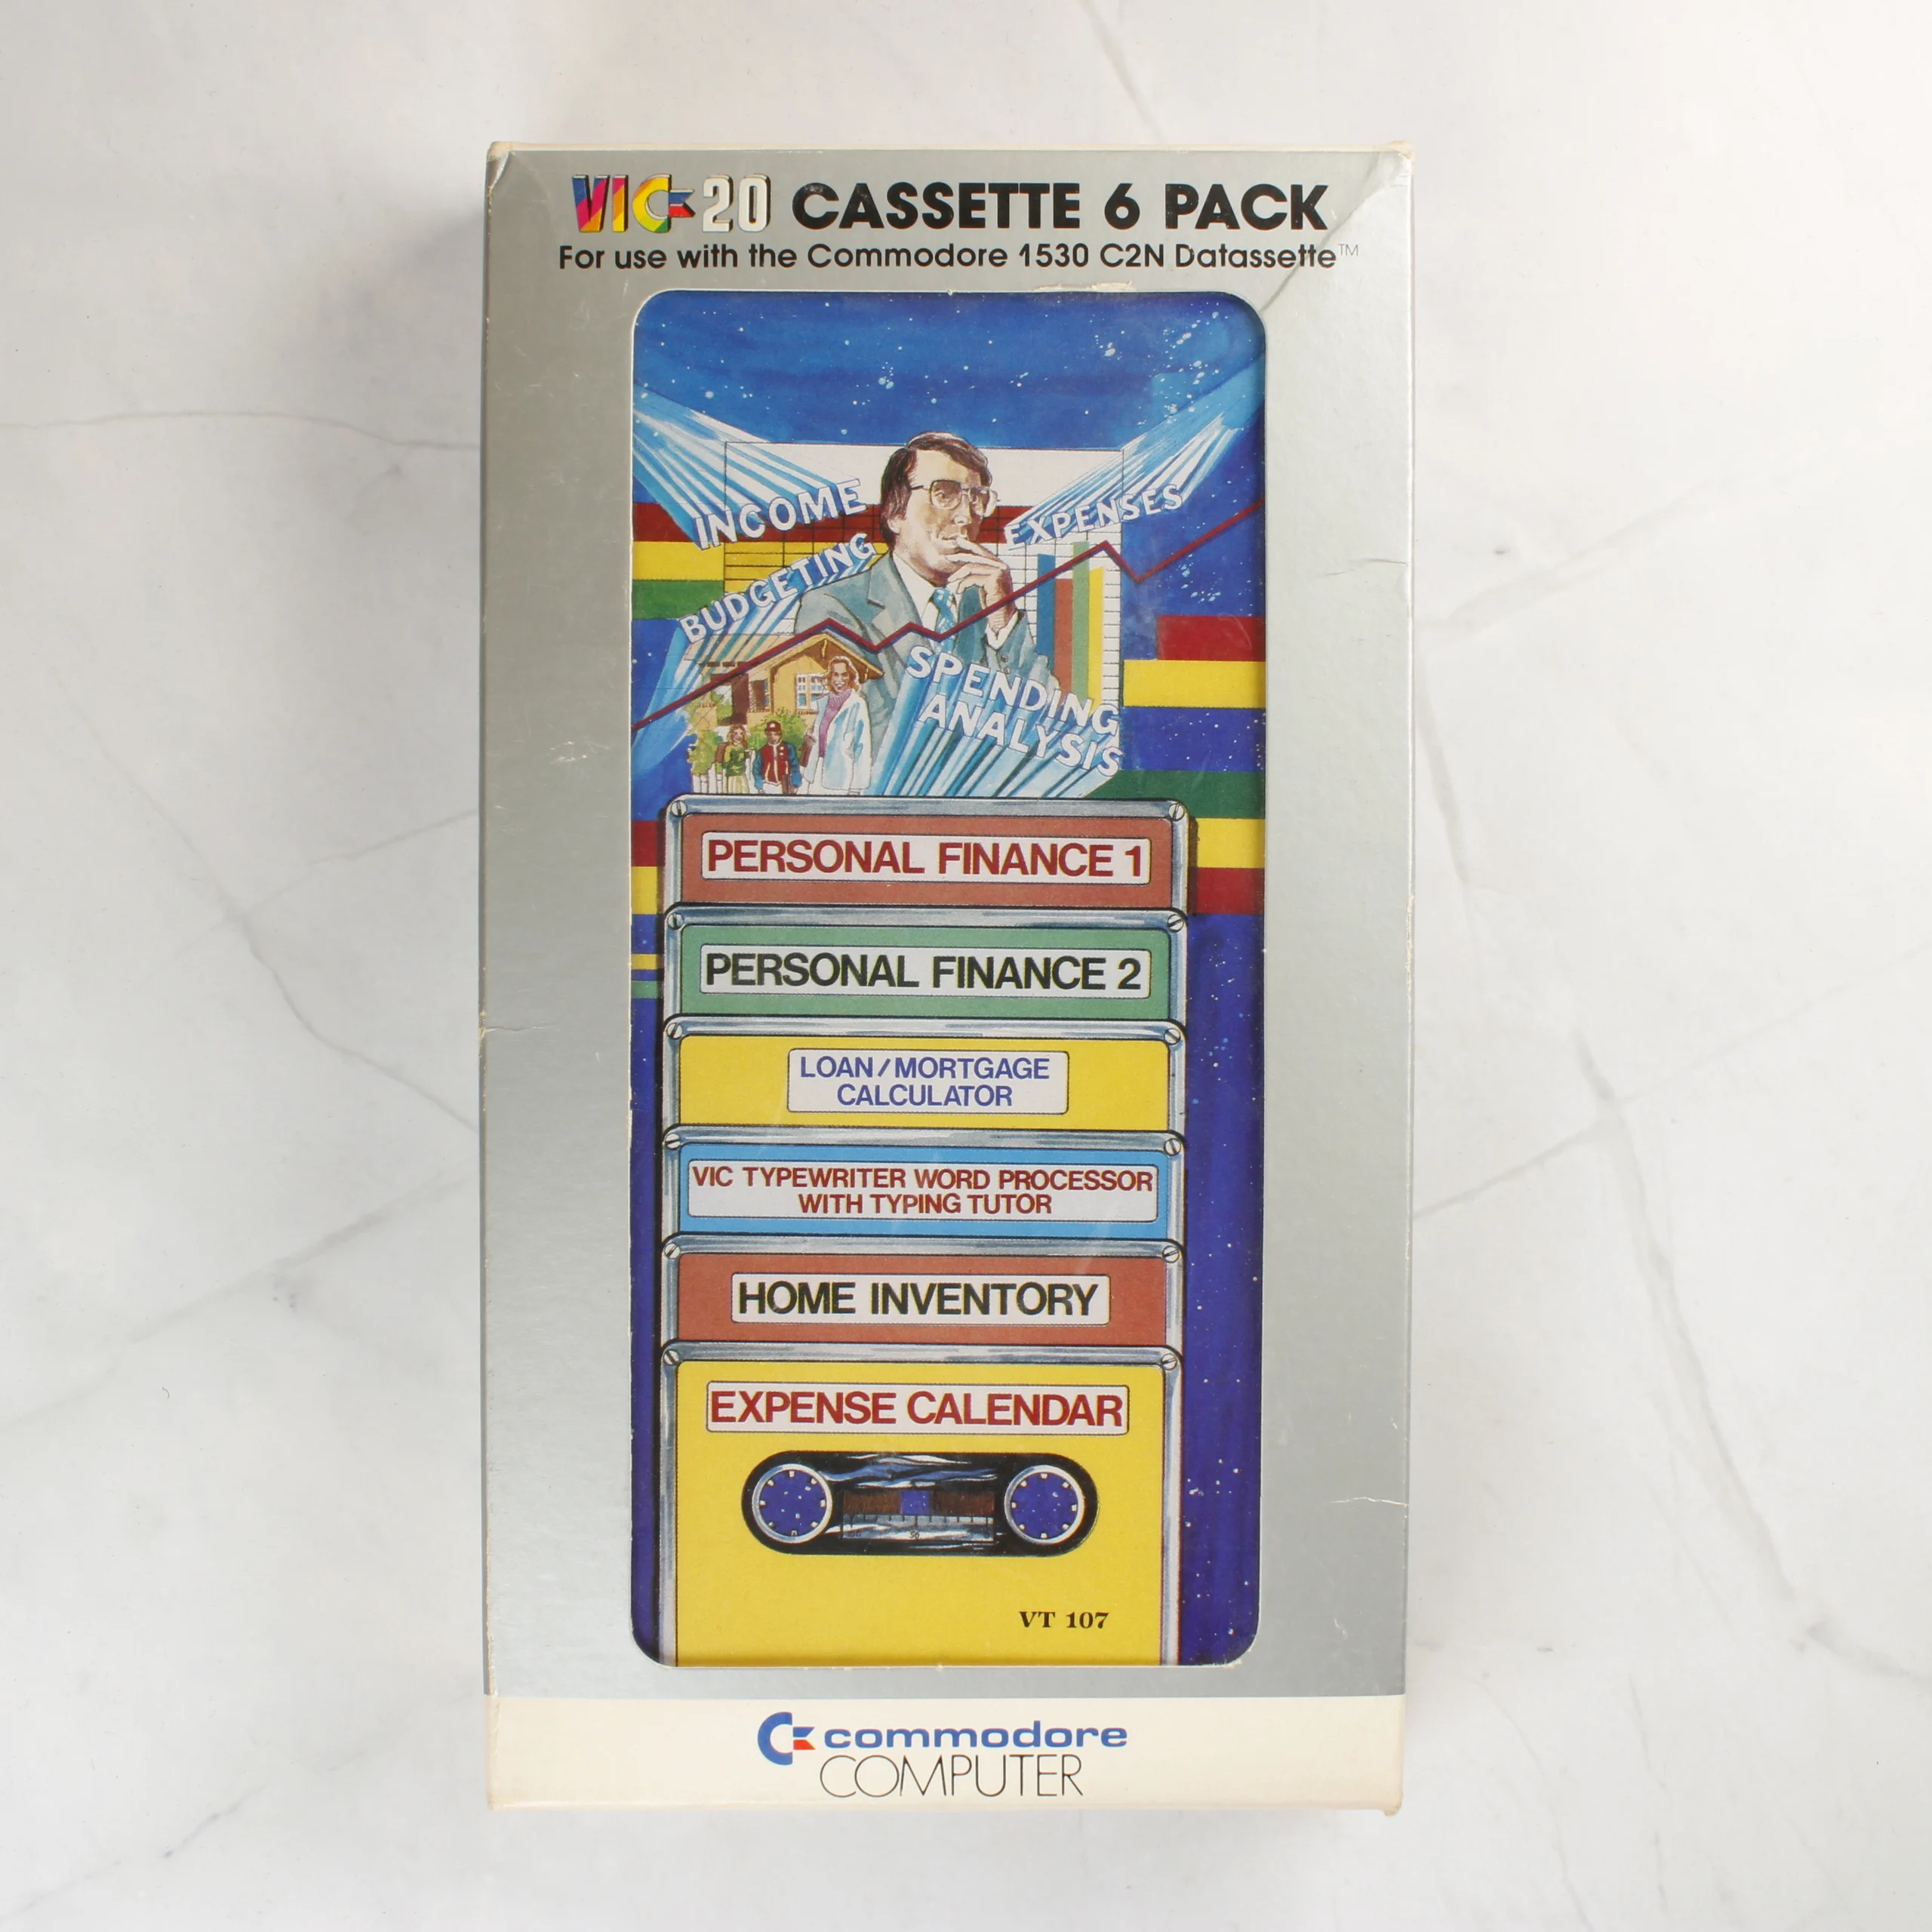 VIC-20 CASSETTE 6 PACK
For use with the Commodore 1530 C2N Datassette™
INCOME
EXPENSES
BUDGETING
SPENDING
ANALYSIS
PERSONAL FINANCE 1
PERSONAL FINANCE 2
LOAN/MORTGAGE
CALCULATOR
VIC TYPEWRITER WORD PROCESSOR
WITH TYPING TUTOR
HOME INVENTORY
EXPENSE CALENDAR
50
VT 107
commodore
COMPUTER